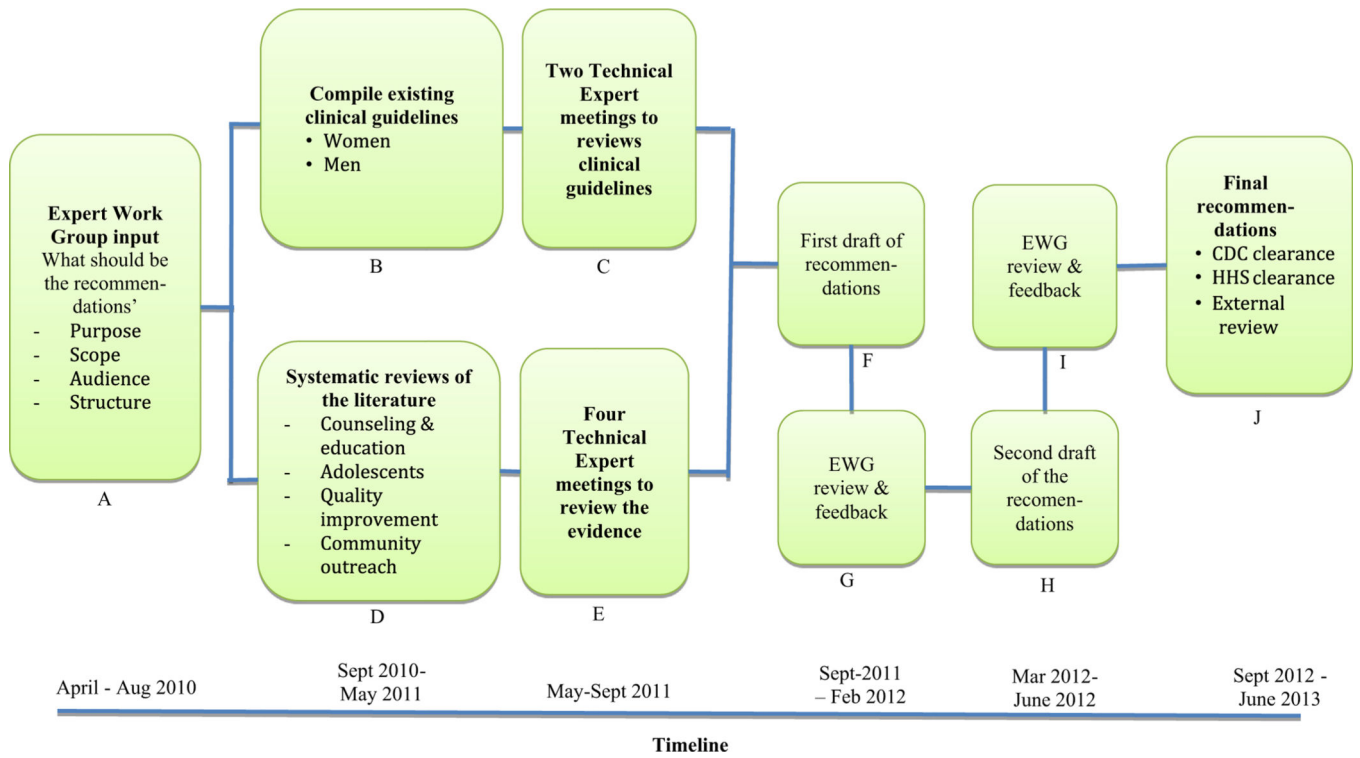 Expert Work
Group input
What should be
the recommen-
dations’
- Purpose
- Scope
- Audience
- Structure
A
Compile existing
clinical guidelines
• Women
• Men
B
Two Technical
Expert
meetings to
reviews
clinical
guidelines
C
Systematic reviews of
the literature
- Counseling &
education
- Adolescents
- Quality
improvement
- Community
outreach
D
Four
Technical
Expert
meetings to
review the
evidence
E
First draft of
recommen-
dations
F
EWG
review &
feedback
G
Second draft
of the
recomen-
dations
H
EWG
review &
feedback
I
Final
recommen-
dations
• CDC clearance
• HHS clearance
• External
review
J
April - Aug 2010
Sept 2010-
May 2011
May-Sept 2011
Sept-2011
– Feb 2012
Mar 2012-
June 2012
Sept 2012 -
June 2013
Timeline